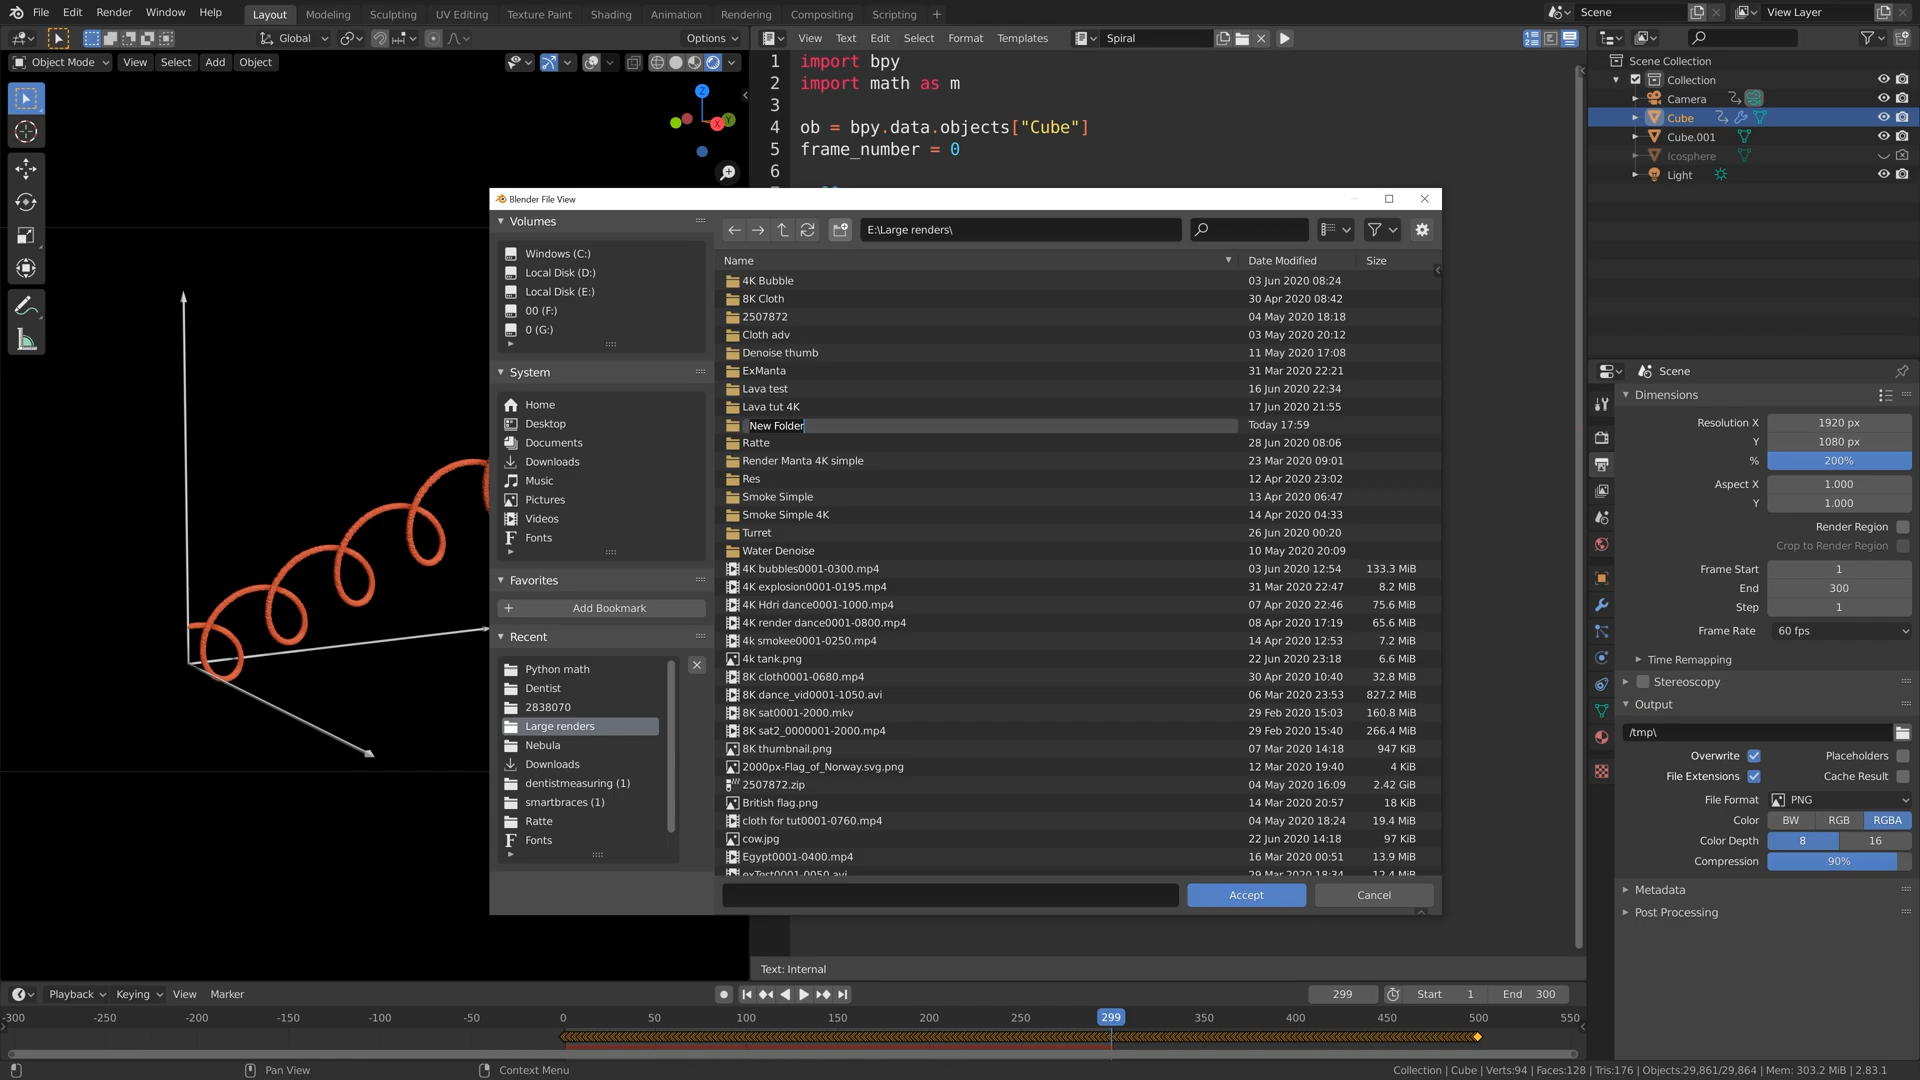 File Edit Render Window Help Layout Modeling Sculpting UV Editing Texture Paint Shading Animation Rendering Compositing Scripting + Scene View Layer
Global Options View Text Edit Select Format Templates Spiral
Object Mode View Select Add Object
1 import bpy
2 import math as m
3
4 ob = bpy.data.objects["Cube"]
5 frame_number = 0
6
Z
X
Y
Scene Collection
Collection
Camera
Cube
Cube.001
Icosphere
Light
Blender File View
Volumes
Windows (C:)
Local Disk (D:)
Local Disk (E:)
00 (F:)
0 (G:)
System
Home
Desktop
Documents
Downloads
Music
Pictures
Videos
Fonts
Favorites
Add Bookmark
Recent
Python math
Dentist
2838070
Large renders
Nebula
Downloads
dentistmeasuring (1)
smartbraces (1)
Ratte
Fonts
E:\Large renders\
Name Date Modified Size
4K Bubble 03 Jun 2020 08:24
8K Cloth 30 Apr 2020 08:42
2507872 04 May 2020 18:18
Cloth adv 03 May 2020 20:12
Denoise thumb 11 May 2020 17:08
ExManta 31 Mar 2020 22:21
Lava test 16 Jun 2020 22:34
Lava tut 4K 17 Jun 2020 21:55
New Folder Today 17:59
Ratte 28 Jun 2020 08:06
Render Manta 4K simple 23 Mar 2020 09:01
Res 12 Apr 2020 23:02
Smoke Simple 13 Apr 2020 06:47
Smoke Simple 4K 14 Apr 2020 04:33
Turret 26 Jun 2020 00:20
Water Denoise 10 May 2020 20:09
4K bubbles0001-0300.mp4 03 Jun 2020 12:54 133.3 MiB
4K explosion0001-0195.mp4 31 Mar 2020 22:47 8.2 MiB
4K Hdri dance0001-1000.mp4 07 Apr 2020 22:46 75.6 MiB
4K render dance0001-0800.mp4 08 Apr 2020 17:19 65.6 MiB
4k smokee0001-0250.mp4 14 Apr 2020 12:53 7.2 MiB
4k tank.png 22 Jun 2020 23:18 6.6 MiB
8K cloth0001-0680.mp4 30 Apr 2020 10:40 32.8 MiB
8K dance_vid0001-1050.avi 06 Mar 2020 23:53 827.2 MiB
8K sat0001-2000.mkv 29 Feb 2020 15:03 160.8 MiB
8K sat2_0000001-2000.mp4 29 Feb 2020 15:40 266.4 MiB
8K thumbnail.png 07 Mar 2020 14:18 947 KiB
2000px-Flag_of_Norway.svg.png 12 Mar 2020 19:40 4 KiB
2507872.zip 04 May 2020 16:09 2.42 GiB
British flag.png 14 Mar 2020 20:57 18 KiB
cloth for tut0001-0760.mp4 04 May 2020 18:24 19.4 MiB
cow.jpg 22 Jun 2020 14:18 97 KiB
Egypt0001-0400.mp4 16 Mar 2020 00:51 13.9 MiB
exTest0001-0050.avi 29 Mar 2020 18:34 12.4 MiB
Accept Cancel
Scene
Dimensions
Resolution X 1920 px
Y 1080 px
% 200%
Aspect X 1.000
Y 1.000
Render Region
Crop to Render Region
Frame Start 1
End 300
Step 1
Frame Rate 60 fps
Time Remapping
Stereoscopy
Output
/tmp\
Overwrite Placeholders
File Extensions Cache Result
File Format PNG
Color BW RGB RGBA
Color Depth 8 16
Compression 90%
Metadata
Post Processing
Text: Internal
Playback Keying View Marker 299 Start 1 End 300
-300 -250 -200 -150 -100 -50 0 50 100 150 200 250 299 350 400 450 500 550
Pan View Context Menu Collection | Cube | Verts:94 | Faces:128 | Tris:176 | Objects:29,861/29,864 | Mem: 303.2 MiB | 2.83.1